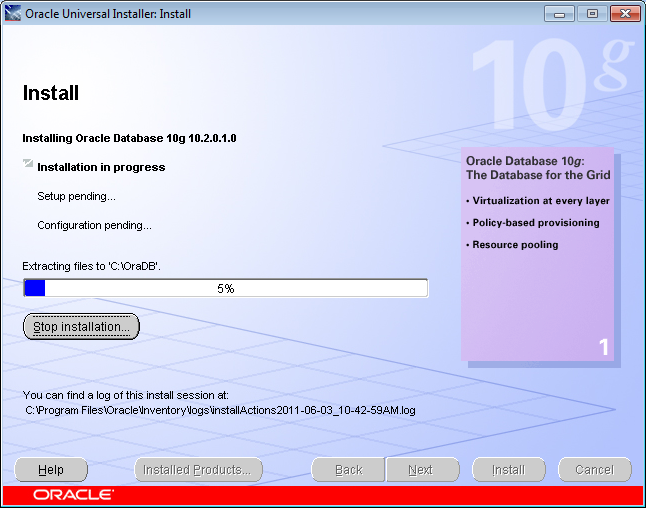 Oracle Universal Installer: Install
10g
Install
Installing Oracle Database 10g 10.2.0.1.0
Installation in progress
Setup pending...
Configuration pending...
Extracting files to 'C:\OraDB'.
5%
Stop installation...
Oracle Database 10g:
The Database for the Grid
• Virtualization at every layer
• Policy-based provisioning
• Resource pooling
1
You can find a log of this install session at:
C:\Program Files\Oracle\Inventory\logs\installActions2011-06-03_10-42-59AM.log
Help
Installed Products...
Back
Next
Install
Cancel
ORACLE